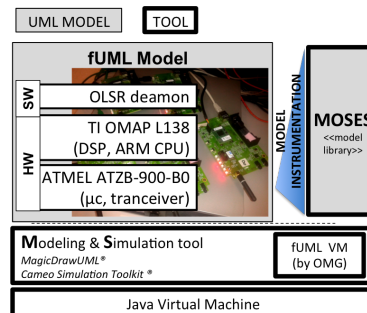 UML MODEL
TOOL
fUML Model
SW
OLSR deamon
HW
TI OMAP L138
(DSP, ARM CPU)
ATMEL ATZB-900-B0
(µc, tranceiver)
MODEL
INSTRUMENTATION
MOSES
<<model
library>>
Modeling & Simulation tool
MagicDrawUML®
Cameo Simulation Toolkit ®
fUML VM
(by OMG)
Java Virtual Machine